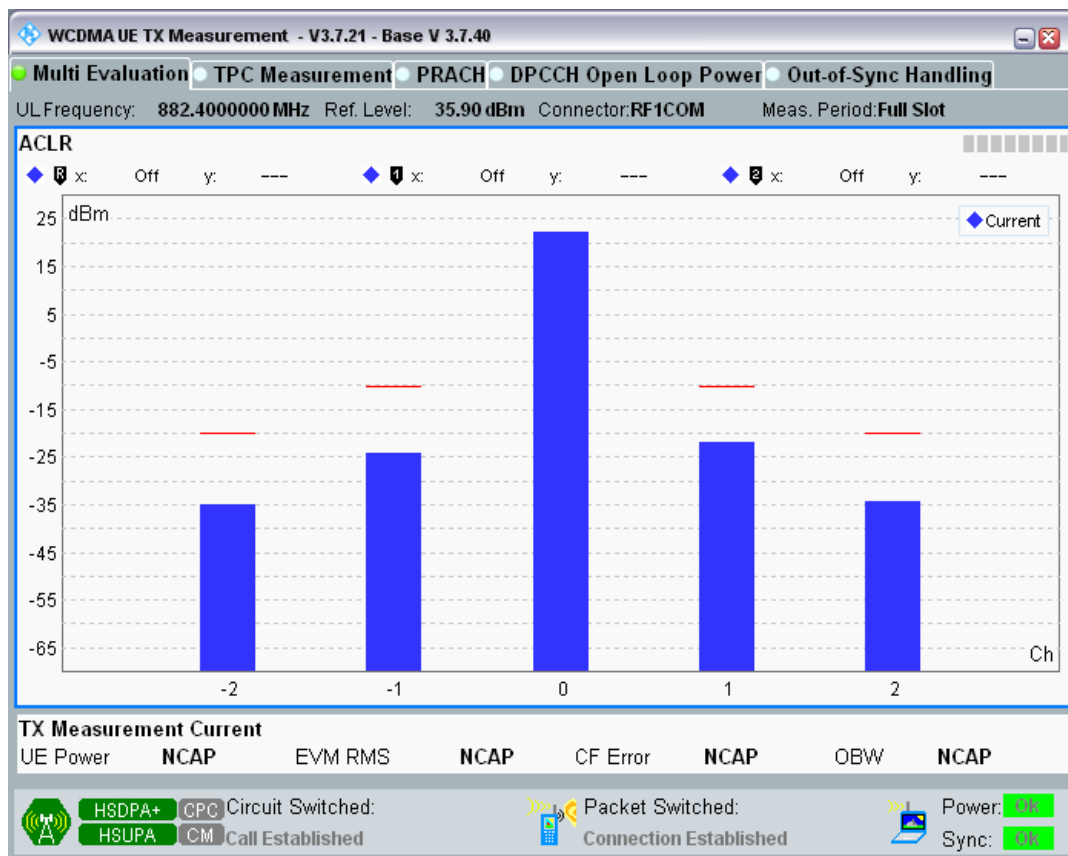 WCDMA UE TX Measurement - V3.7.21 - Base V 3.7.40
Multi Evaluation TPC Measurement PRACH DPCCH Open Loop Power Out-of-Sync Handling
UL Frequency: 882.4000000 MHz Ref. Level: 35.90 dBm Connector:RF1COM Meas. Period:Full Slot
ACLR
R x: Off y: --- 1 x: Off y: --- 2 x: Off y: ---
dBm
Current
25
15
5
-5
-15
-25
-35
-45
-55
-65
Ch
-2 -1 0 1 2
TX Measurement Current
UE Power NCAP EVM RMS NCAP CF Error NCAP OBW NCAP
HSDPA+ CPC Circuit Switched: Packet Switched: Power: OK
HSUPA CM Call Established Connection Established Sync: OK